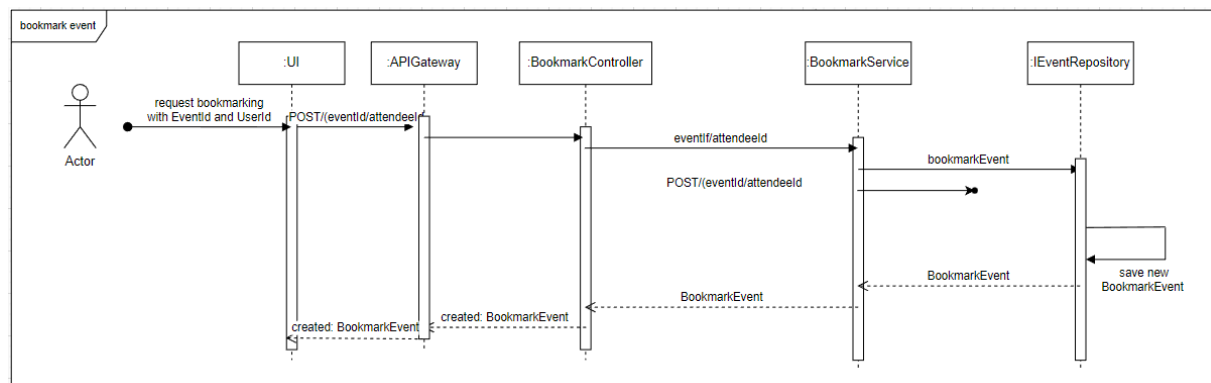 bookmark event
:UI
:APIGateway
:BookmarkController
:BookmarkService
:IEventRepository
request bookmarking
with EventId and UserId
POST/(eventId/attendeeId
Actor
eventIf/attendeeId
bookmarkEvent
POST/(eventId/attendeeId
save new
BookmarkEvent
BookmarkEvent
BookmarkEvent
created: BookmarkEvent
created: BookmarkEvent